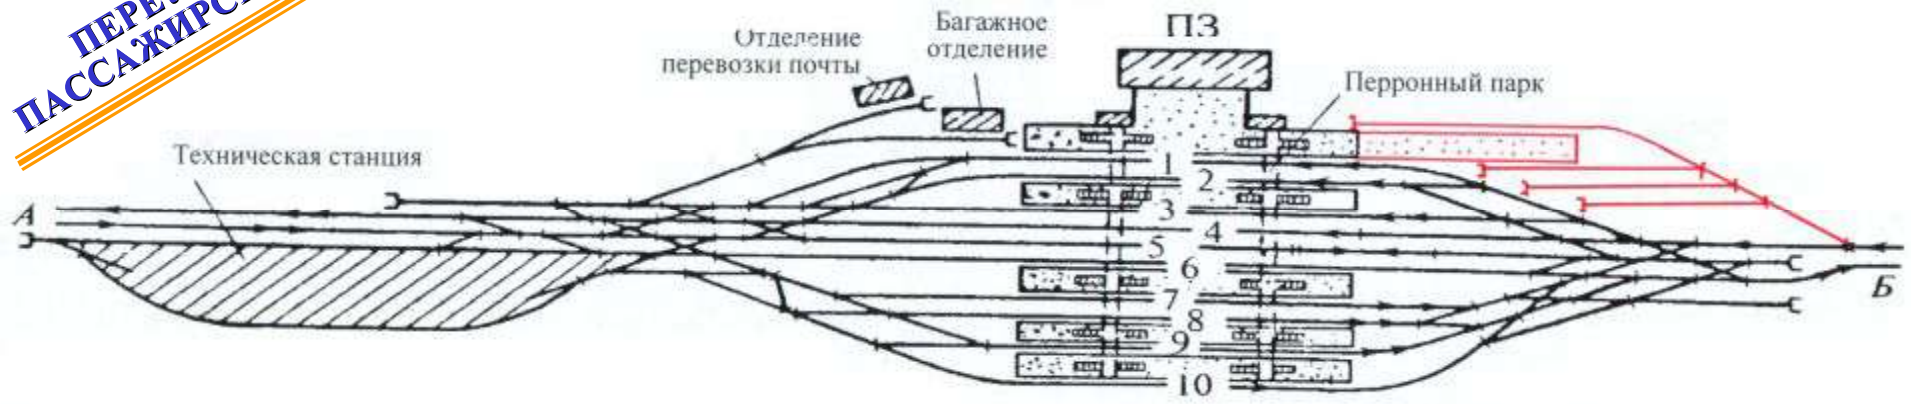 Багажное
отделение
ПЗ
Отделение
перевозки почты
Перронный парк
Техническая станция
А
1
2
3
4
5
6
7
8
9
10
Б